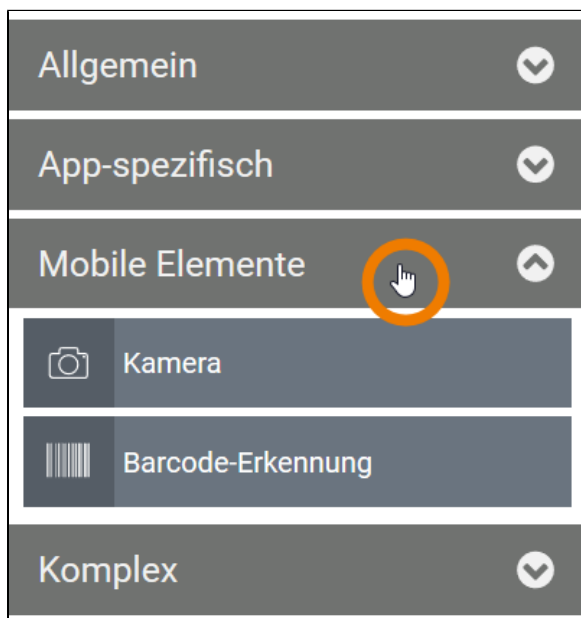 Allgemein
App-spezifisch
Mobile Elemente
Kamera
Barcode-Erkennung
Komplex